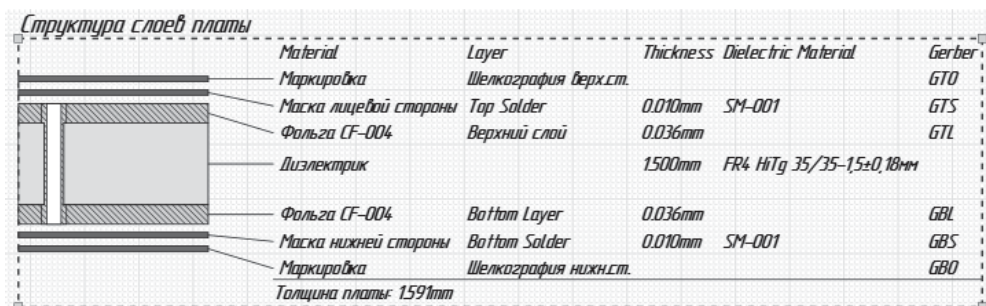 Структура слоев платы
Material Layer Thickness Dielectric Material Gerber
Маркировка Шелкография верх.ст. GTO
Маска лицевой стороны Top Solder 0.010mm SM-001 GTS
Фольга CF-004 Верхний слой 0.036mm GTL
Диэлектрик 1.500mm FR4 HiTg 35/35-1,5±0,18мм
Фольга CF-004 Bottom Layer 0.036mm GBL
Маска нижней стороны Bottom Solder 0.010mm SM-001 GBS
Маркировка Шелкография нижн.ст. GBO
Толщина платы: 1.591mm